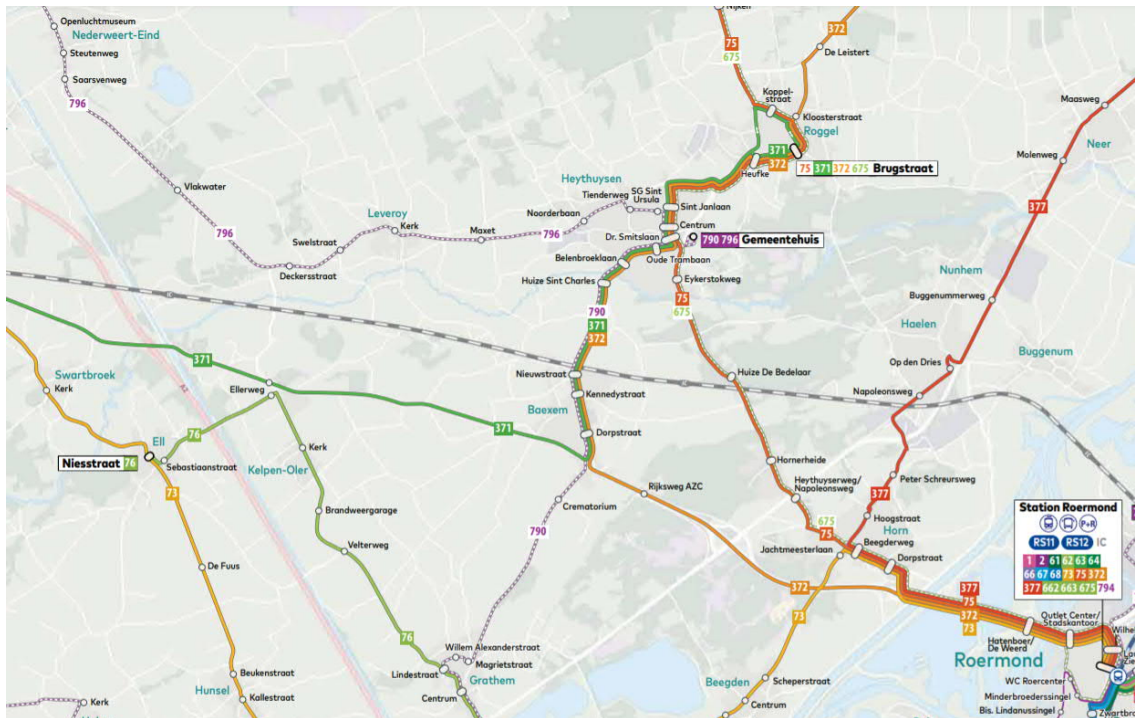 Openluchtmuseum
Nederweert-Eind
Steutenweg
Saarsvenweg
796
Vlakwater
796
Leveroy
Kerk
Swelstraat
Deckersstraat
Maxet
796
Noorderbaan
Tienderweg
Heythuysen
SG Sint
Ursula
Nijken
75
675
372
De Leistert
Koppel-
straat
Kloosterstraat
Roggel
371
372
Heufke
75 371 372 675 Brugstraat
Sint Janlaan
Centrum
Dr. Smitslaan
790 796 Gemeentehuis
Oude Trambaan
Belenbroeklaan
Huize Sint Charles
Eykerstokweg
75
675
790
371
372
Maasweg
Neer
Molenweg
377
Nunhem
Buggenummerweg
Haelen
Buggenum
Op den Dries
Napoleonsweg
Huize De Bedelaar
Nieuwstraat
Kennedystraat
Baexem
Dorpstraat
371
371
Swartbroek
Kerk
Ellerweg
A2
76
Ell
Niesstraat 76
Sebastiaanstraat
Kerk
Kelpen-Oler
73
Brandweergarage
Velterweg
De Fuus
76
Beukenstraat
Hunsel
Kallestraat
Kerk
Willem Alexanderstraat
Magrietstraat
Lindestraat
Grathem
Centrum
790
Crematorium
Rijksweg AZC
Hornerheide
Heythuyserweg/
Napoleonsweg
377
Peter Schreursweg
Hoogstraat
Horn
675
75
Beegderweg
Jachtmeesterlaan
Dorpstraat
372
73
Beegden
Scheperstraat
Centrum
377
75
372
73
Station Roermond
P+R
RS11 RS12 IC
1 2 61 62 63 64
66 67 68 73 75 372
377 662 663 675 794
Outlet Center/
Stadskantoor
Hatenboer/
De Weerd
Roermond
WC Roercenter
Minderbroederssingel
Bis. Lindanussingel